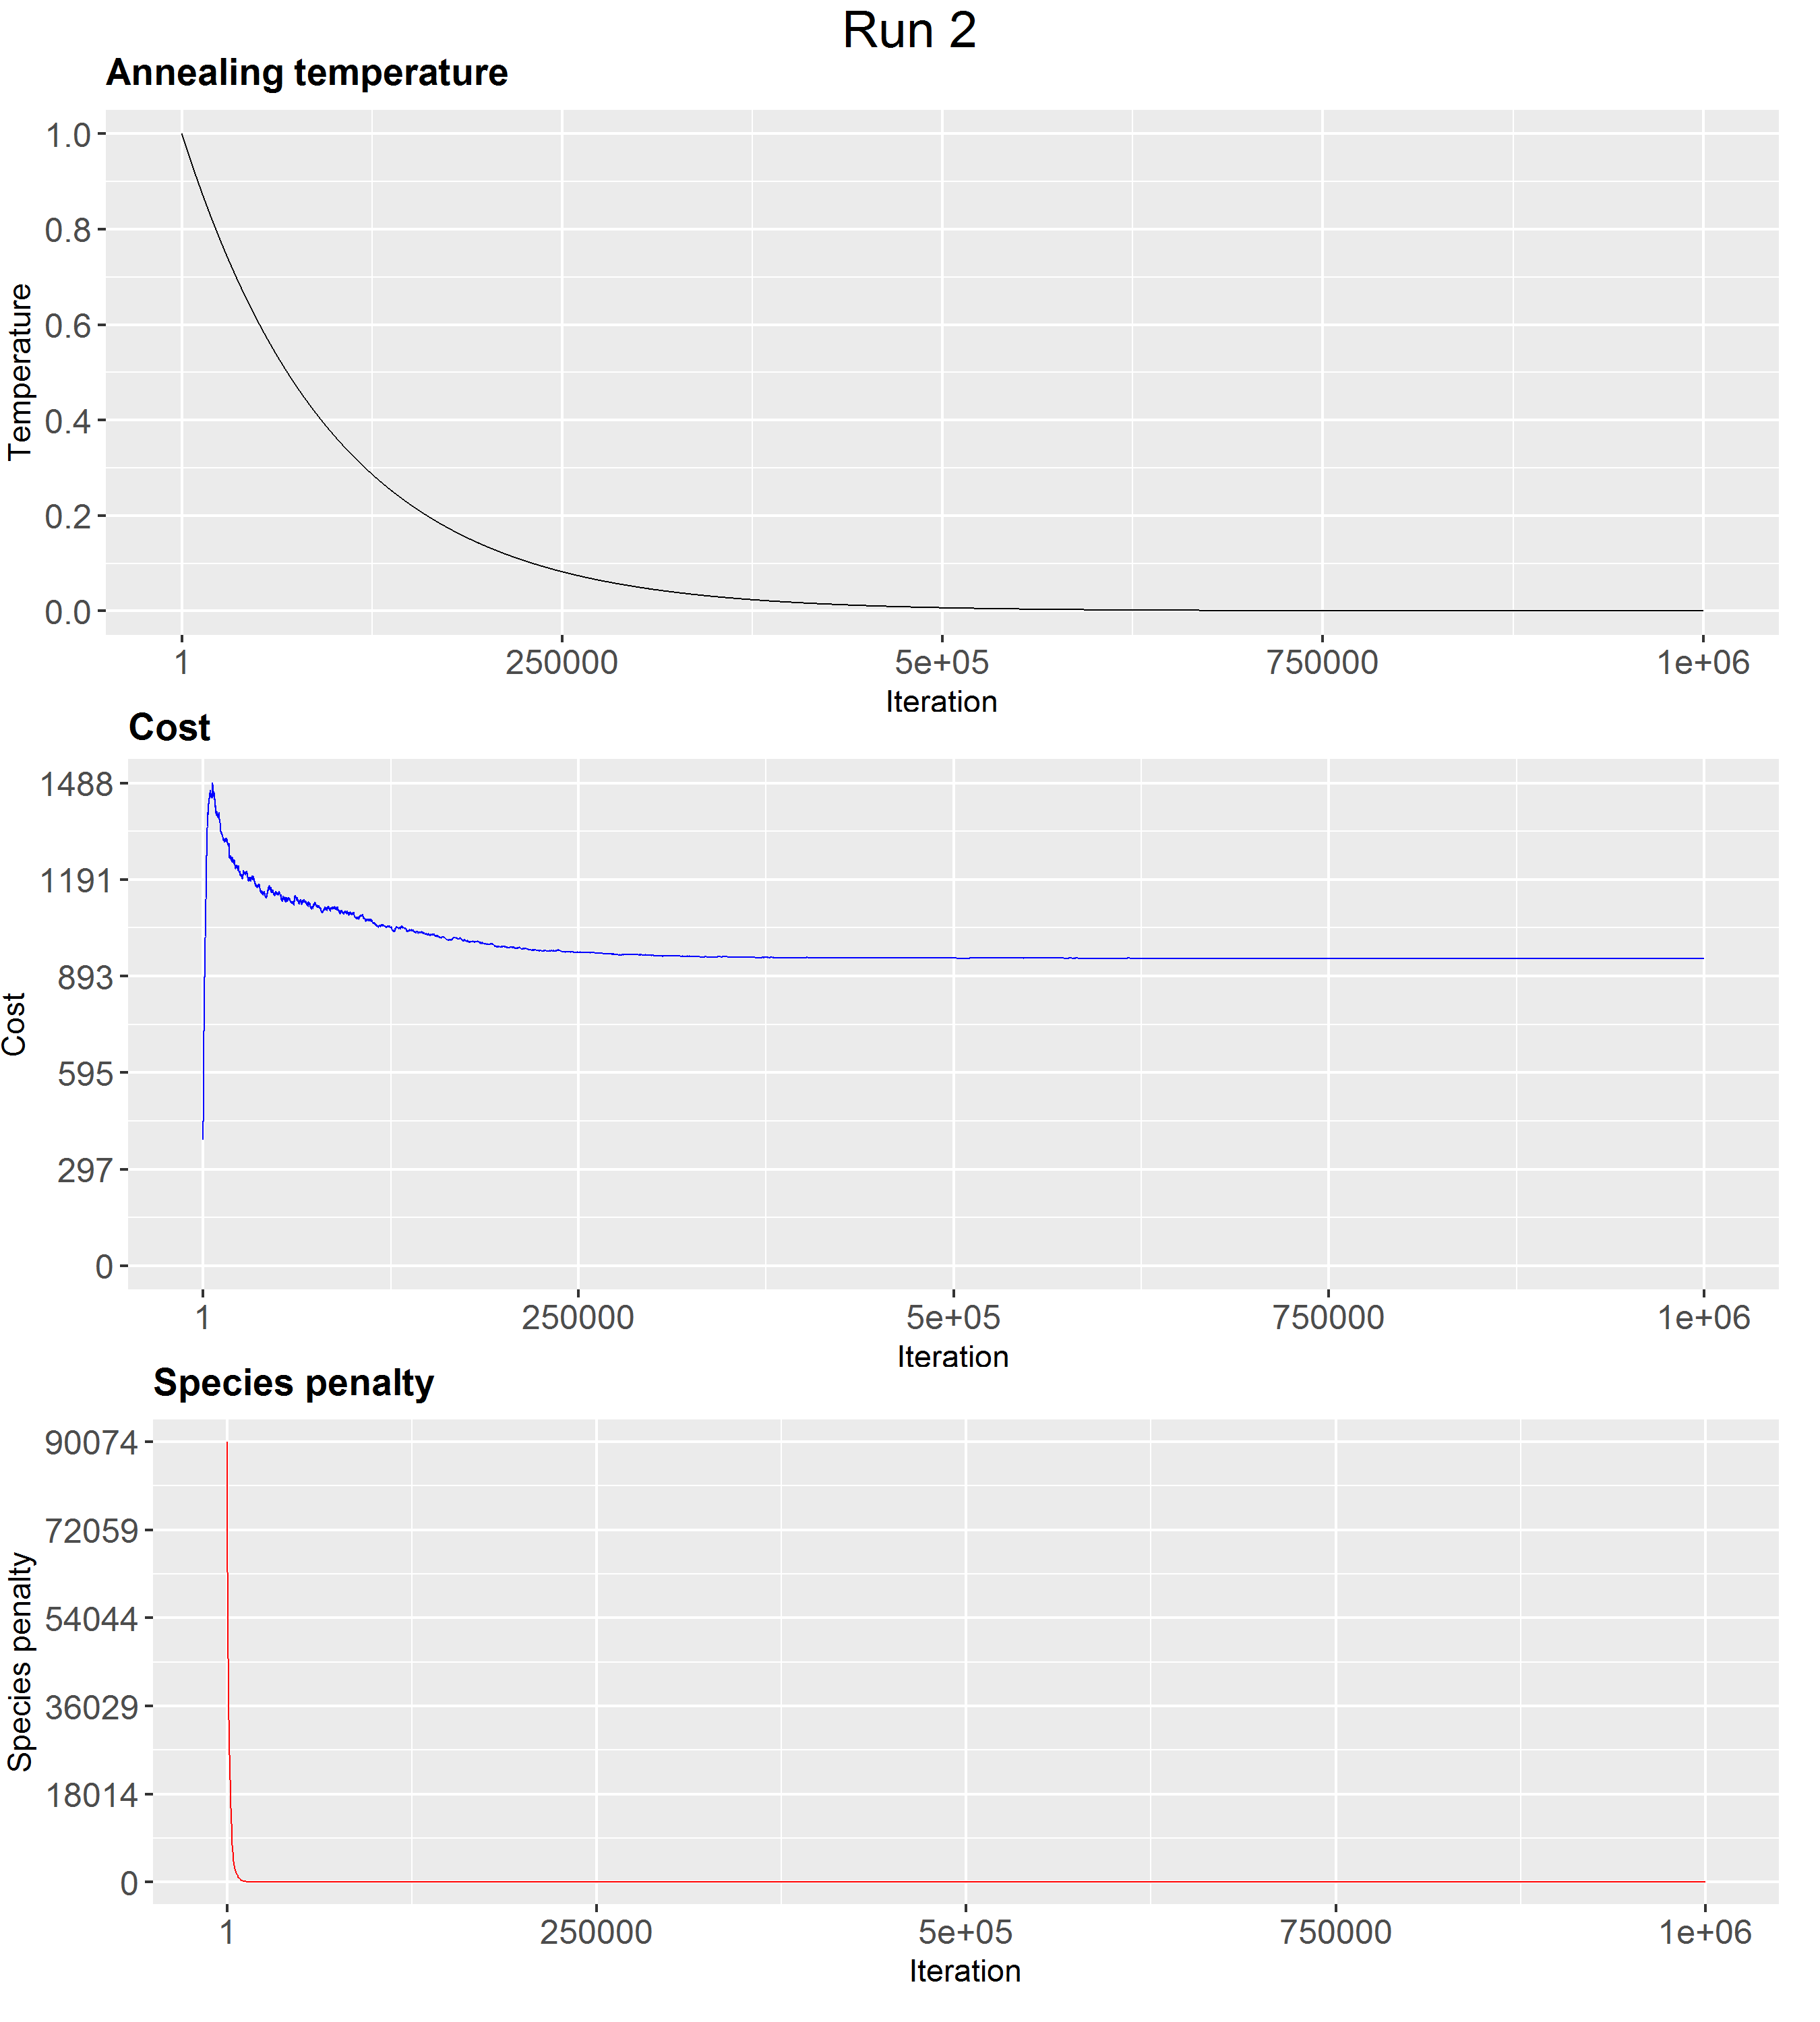 Run 2
Annealing temperature
Temperature
1.0
0.8
0.6
0.4
0.2
0.0
1 250000 5e+05 750000 1e+06
Iteration
Cost
Cost
1488
1191
893
595
297
0
1 250000 5e+05 750000 1e+06
Iteration
Species penalty
Species penalty
90074
72059
54044
36029
18014
0
1 250000 5e+05 750000 1e+06
Iteration